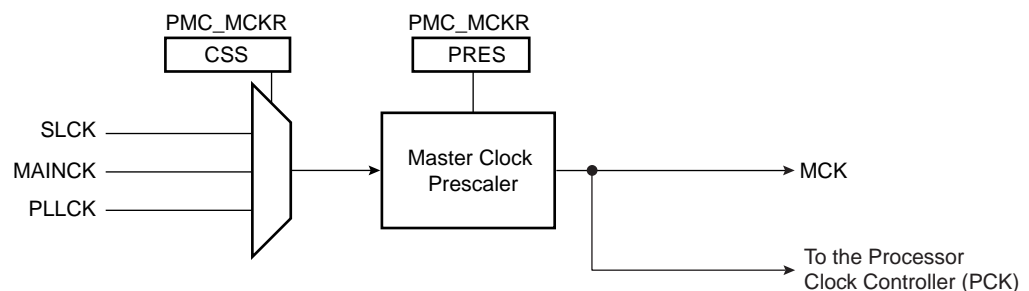 PMC_MCKR
PMC_MCKR
CSS
PRES
SLCK
MAINCK
PLLCK
Master Clock
Prescaler
MCK
To the Processor
Clock Controller (PCK)